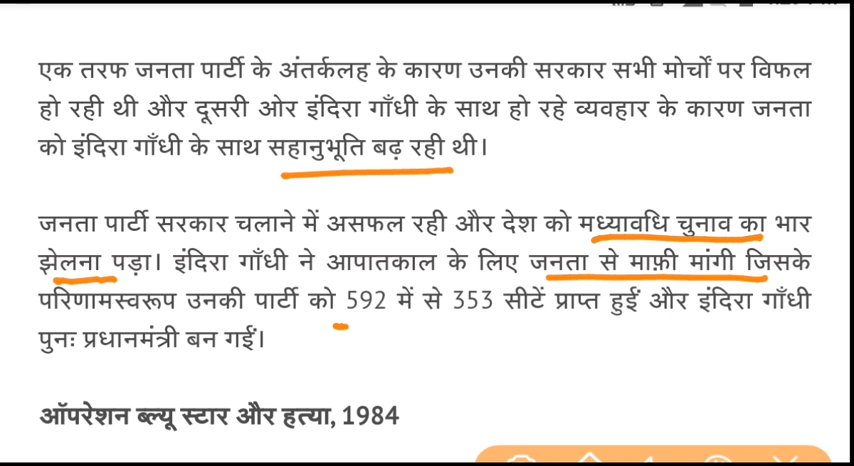 एक तरफ जनता पार्टी के अंतर्कलह के कारण उनकी सरकार सभी मोर्चों पर विफल
हो रही थी और दूसरी ओर इंदिरा गाँधी के साथ हो रहे व्यवहार के कारण जनता
को इंदिरा गाँधी के साथ सहानुभूति बढ़ रही थी।
जनता पार्टी सरकार चलाने में असफल रही और देश को मध्यावधि चुनाव का भार
झेलना पड़ा। इंदिरा गाँधी ने आपातकाल के लिए जनता से माफ़ी मांगी जिसके
परिणामस्वरूप उनकी पार्टी को 592 में से 353 सीटें प्राप्त हुईं और इंदिरा गाँधी
पुनः प्रधानमंत्री बन गईं।
ऑपरेशन ब्ल्यू स्टार और हत्या, 1984